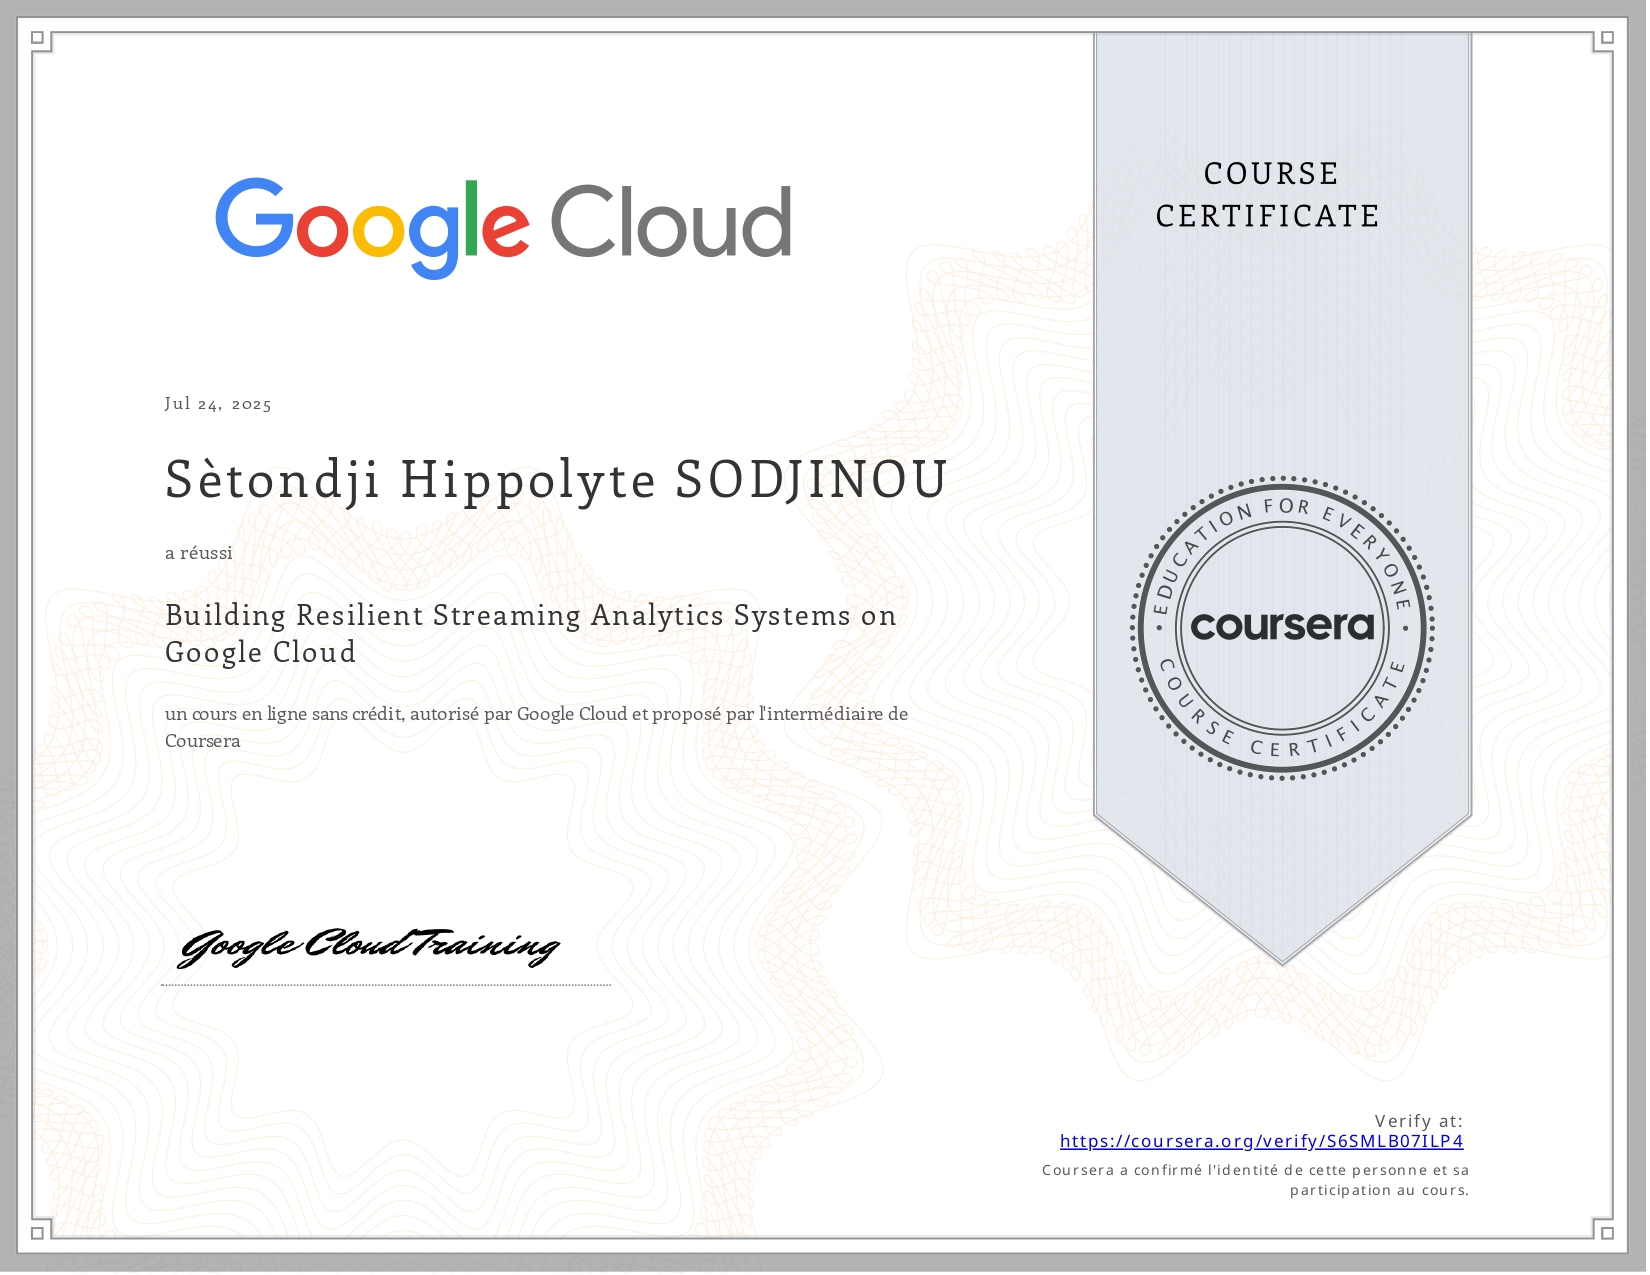 Google Cloud
COURSE
CERTIFICATE
Jul 24, 2025
Sètondji Hippolyte SODJINOU
a réussi
Building Resilient Streaming Analytics Systems on
Google Cloud
un cours en ligne sans crédit, autorisé par Google Cloud et proposé par l'intermédiaire de
Coursera
EDUCATION FOR EVERYONE
coursera
COURSE CERTIFICATE
Google Cloud Training
Verify at:
https://coursera.org/verify/S6SMLB07ILP4
Coursera a confirmé l'identité de cette personne et sa
participation au cours.